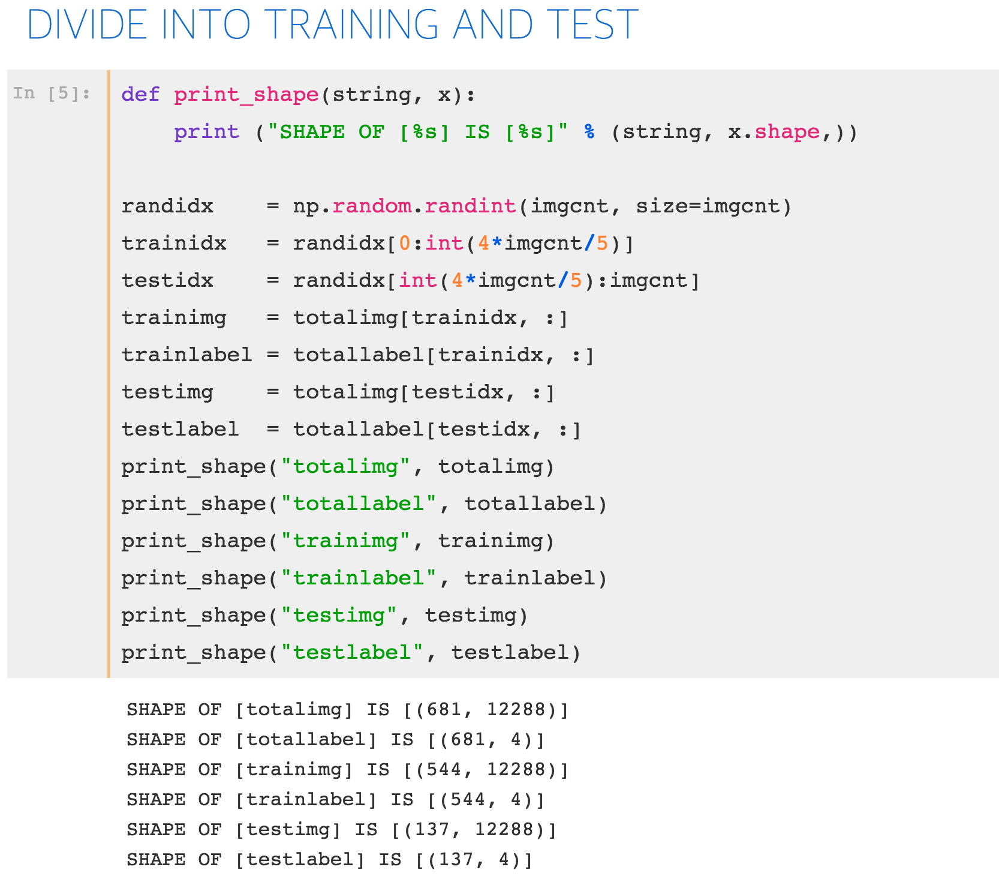 DIVIDE INTO TRAINING AND TEST
In [5]:
def print_shape(string, x):
    print ("SHAPE OF [%s] IS [%s]" % (string, x.shape,))
randidx    = np.random.randint(imgcnt, size=imgcnt)
trainidx   = randidx[0:int(4*imgcnt/5)]
testidx    = randidx[int(4*imgcnt/5):imgcnt]
trainimg   = totalimg[trainidx, :]
trainlabel = totallabel[trainidx, :]
testimg    = totalimg[testidx, :]
testlabel  = totallabel[testidx, :]
print_shape("totalimg", totalimg)
print_shape("totallabel", totallabel)
print_shape("trainimg", trainimg)
print_shape("trainlabel", trainlabel)
print_shape("testimg", testimg)
print_shape("testlabel", testlabel)
SHAPE OF [totalimg] IS [(681, 12288)]
SHAPE OF [totallabel] IS [(681, 4)]
SHAPE OF [trainimg] IS [(544, 12288)]
SHAPE OF [trainlabel] IS [(544, 4)]
SHAPE OF [testimg] IS [(137, 12288)]
SHAPE OF [testlabel] IS [(137, 4)]